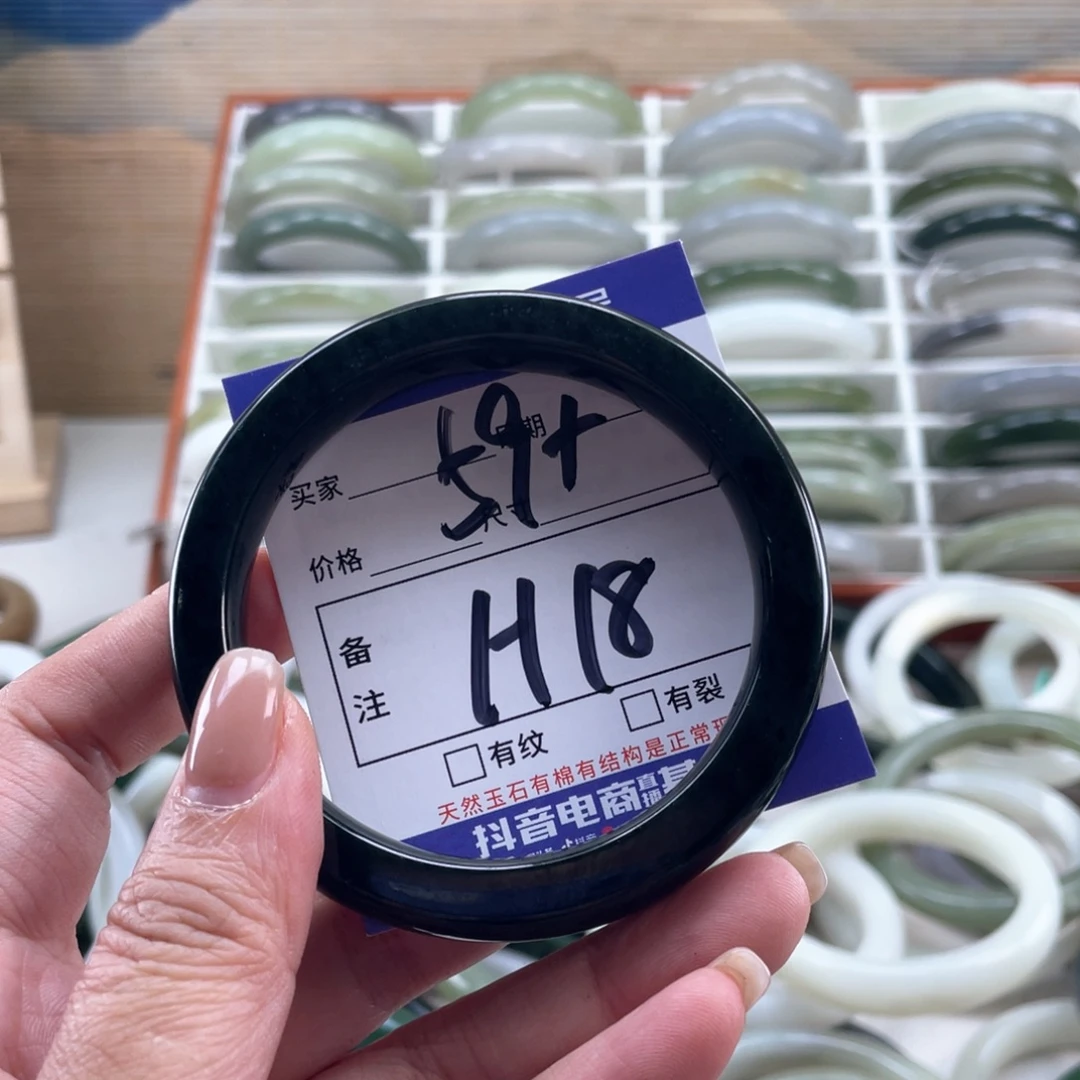 59+
日期
买家
尺寸
价格
H18
备注
有裂
有纹
天然玉石有棉有结构是正常
抖音电商直播基